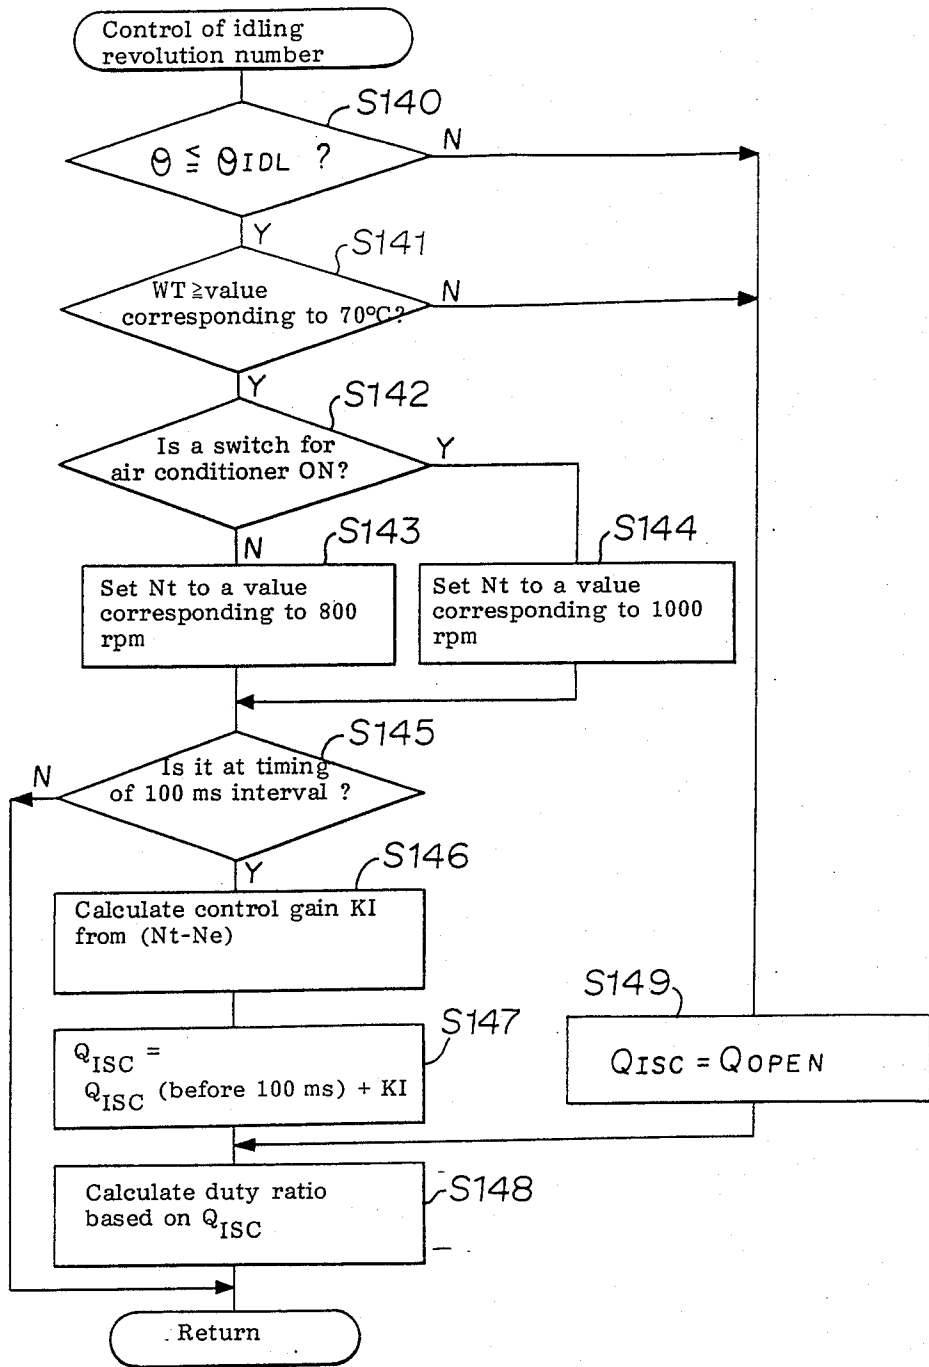 Control of idling
revolution number
S140
Θ ≦ ΘIDL ?
N
Y
S141
WT ≧ value
corresponding to 70°C?
N
Y
S142
Is a switch for
air conditioner ON?
Y
N
S143
S144
Set Nt to a value
corresponding to 800
rpm
Set Nt to a value
corresponding to 1000
rpm
S145
Is it at timing
of 100 ms interval ?
N
Y
S146
Calculate control gain KI
from (Nt-Ne)
S147
QISC =
QISC (before 100 ms) + KI
S149
QISC = QOPEN
S148
Calculate duty ratio
based on QISC
Return